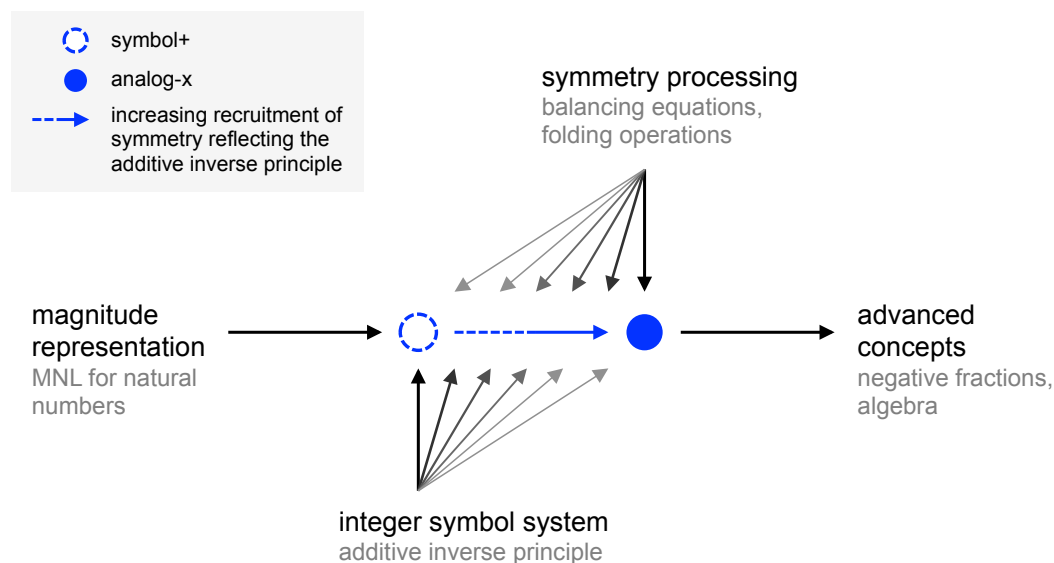 symbol+
analog-x
increasing recruitment of
symmetry reflecting the
additive inverse principle
symmetry processing
balancing equations,
folding operations
magnitude
representation
MNL for natural
numbers
advanced
concepts
negative fractions,
algebra
integer symbol system
additive inverse principle